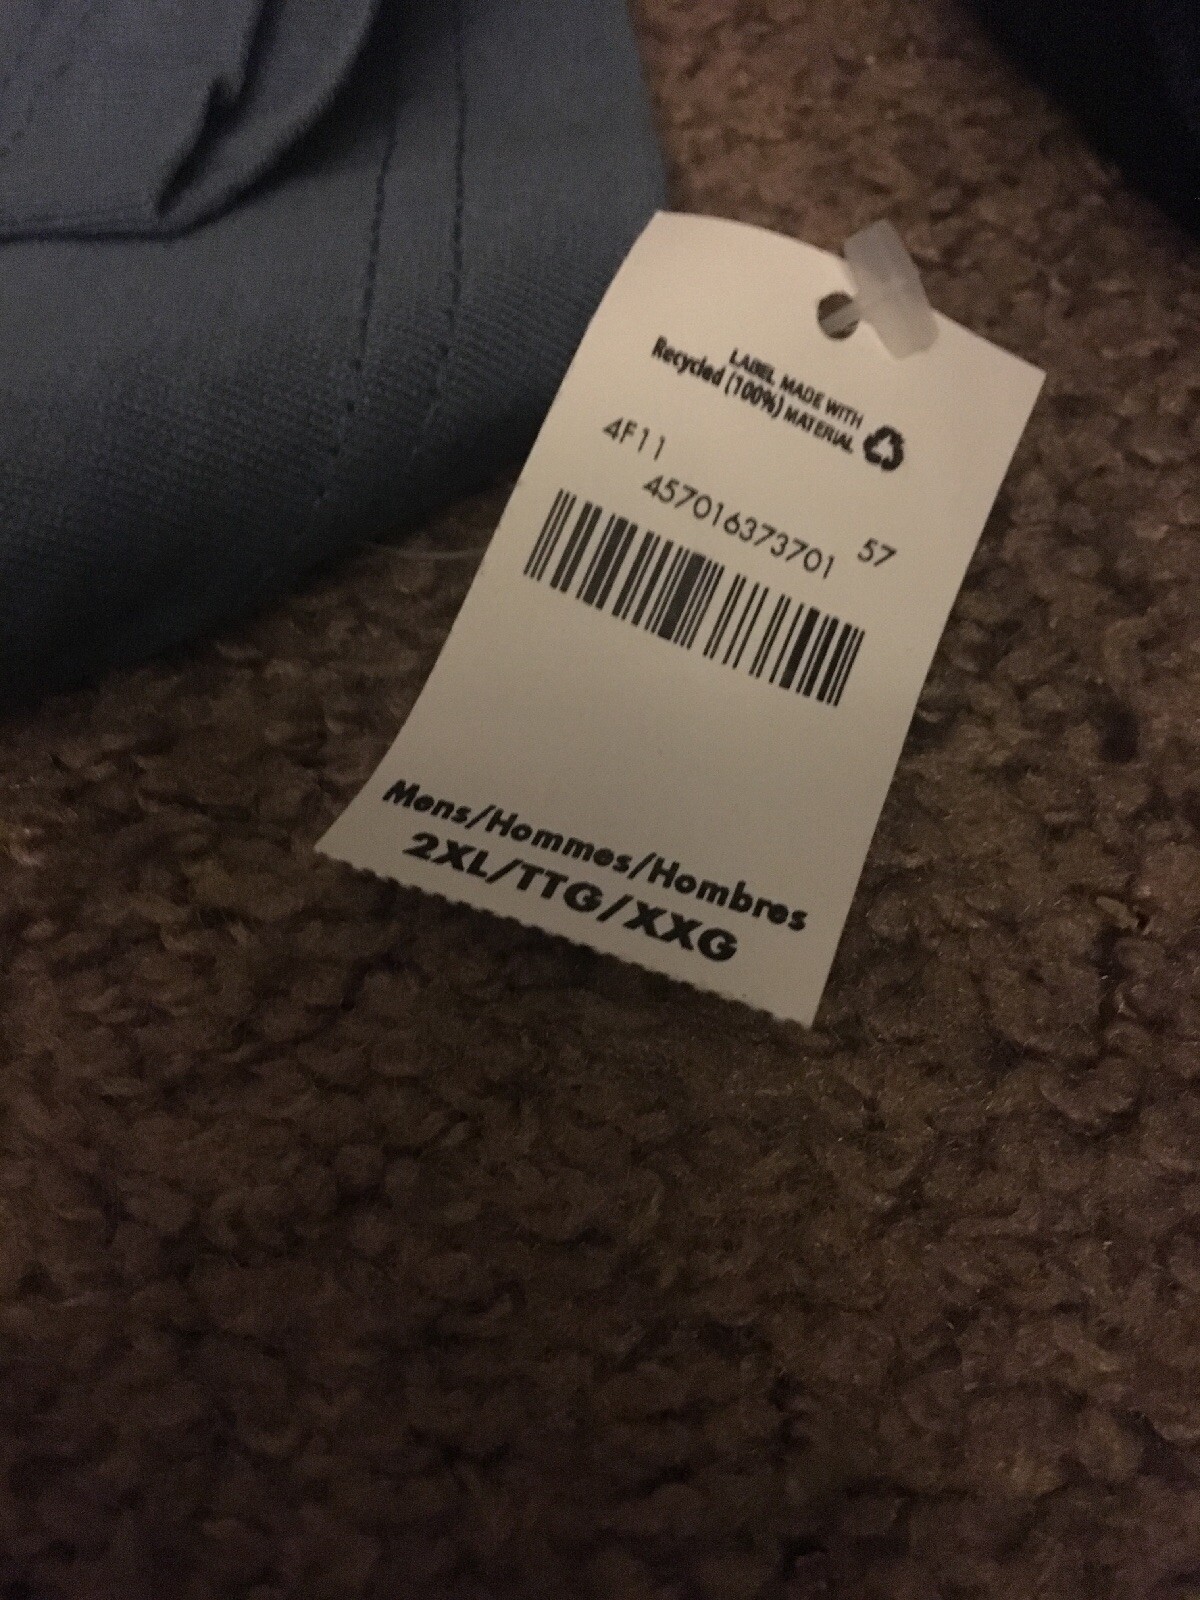 LABEL MADE WITH
Recycled (100%) MATERIAL
4F11
457016373701 57
Mens/Hommes/Hombres
2XL/TTG/XXG